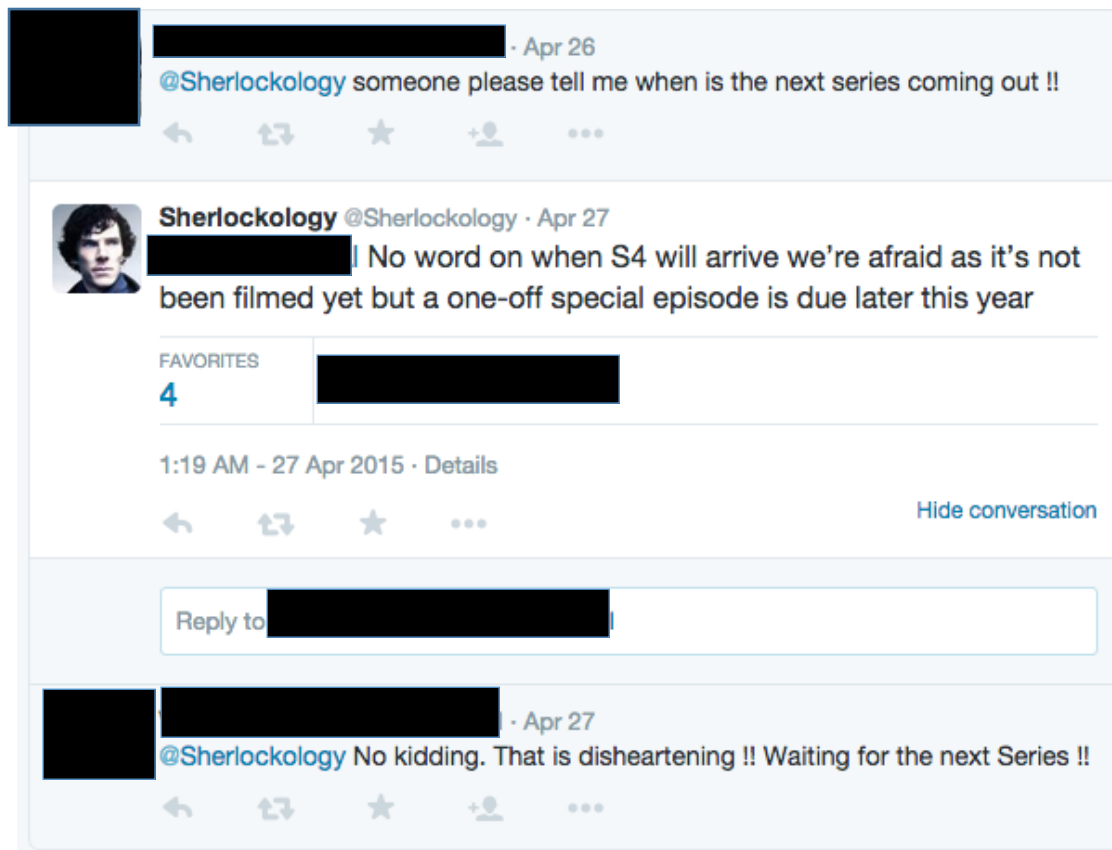 · Apr 26
@Sherlockology someone please tell me when is the next series coming out !!
Sherlockology @Sherlockology · Apr 27
No word on when S4 will arrive we’re afraid as it’s not
been filmed yet but a one-off special episode is due later this year
FAVORITES
4
1:19 AM - 27 Apr 2015 · Details
Hide conversation
Reply to
· Apr 27
@Sherlockology No kidding. That is disheartening !! Waiting for the next Series !!